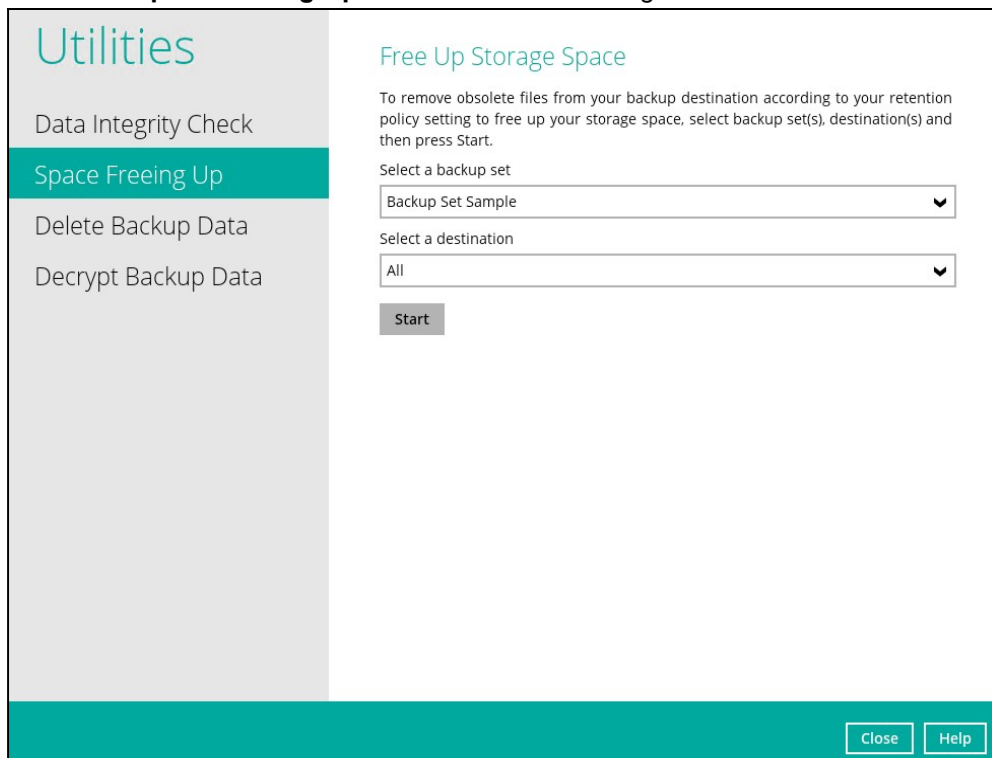 Utilities
Data Integrity Check
Space Freeing Up
Delete Backup Data
Decrypt Backup Data
Free Up Storage Space
To remove obsolete files from your backup destination according to your retention
policy setting to free up your storage space, select backup set(s), destination(s) and
then press Start.
Select a backup set
Backup Set Sample
Select a destination
All
Start
Close
Help